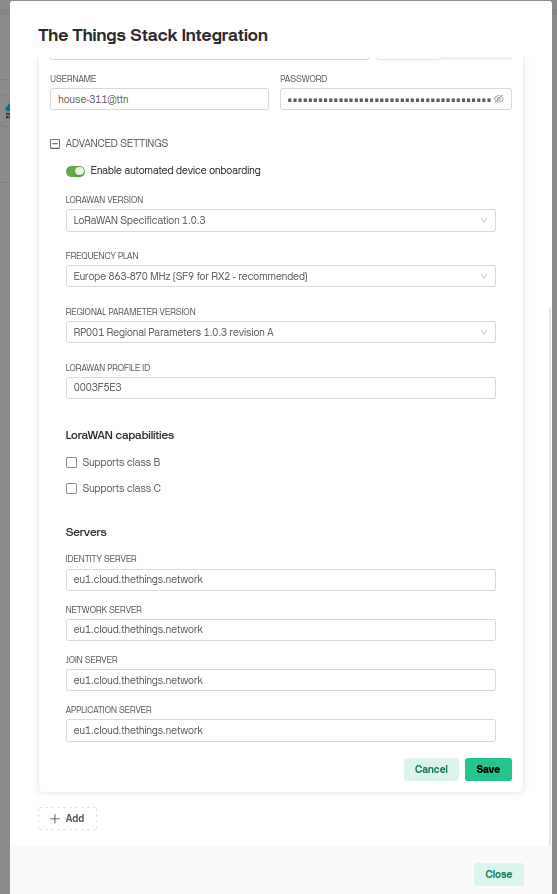 The Things Stack Integration
USERNAME PASSWORD
house-311@ttn
ADVANCED SETTINGS
Enable automated device onboarding
LORAWAN VERSION
LoRaWAN Specification 1.0.3
FREQUENCY PLAN
Europe 863-870 MHz (SF9 for RX2 - recommended)
REGIONAL PARAMETER VERSION
RP001 Regional Parameters 1.0.3 revision A
LORAWAN PROFILE ID
0003F5E3
LoraWAN capabilities
Supports class B
Supports class C
Servers
IDENTITY SERVER
eu1.cloud.thethings.network
NETWORK SERVER
eu1.cloud.thethings.network
JOIN SERVER
eu1.cloud.thethings.network
APPLICATION SERVER
eu1.cloud.thethings.network
Cancel Save
Add
Close